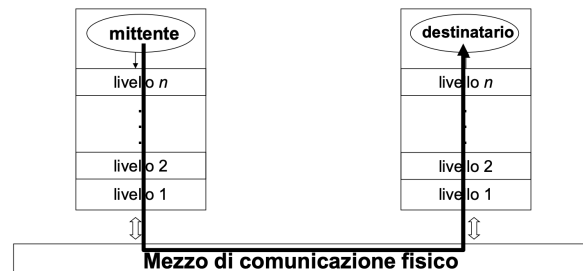 mittente
livello n
livello 2
livello 1
destinatario
livello n
livello 2
livello 1
Mezzo di comunicazione fisico